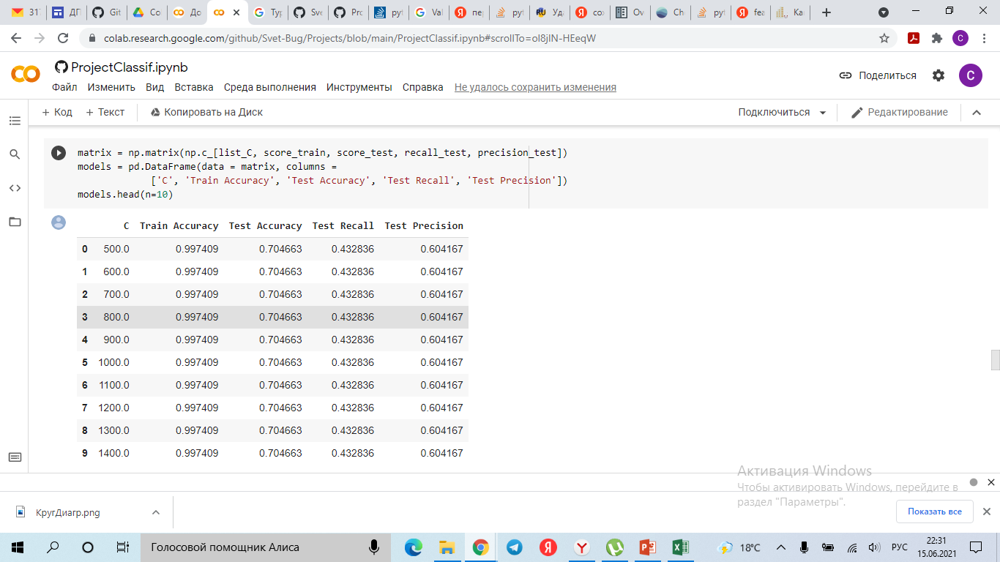 31 ДГ Git Co До Typ Sve Pro pyt Val пе pyt Уд со Ov Ch pyt fea Ка
colab.research.google.com/github/Svet-Bug/Projects/blob/main/ProjectClassif.ipynb#scrollTo=ol8jlN-HEeqW
C
ProjectClassif.ipynb
Поделиться
C
Файл Изменить Вид Вставка Среда выполнения Инструменты Справка Не удалось сохранить изменения
+ Код + Текст Копировать на Диск Подключиться Редактирование
matrix = np.matrix(np.c_[list_C, score_train, score_test, recall_test, precision_test])
models = pd.DataFrame(data = matrix, columns =
['C', 'Train Accuracy', 'Test Accuracy', 'Test Recall', 'Test Precision'])
models.head(n=10)
C Train Accuracy Test Accuracy Test Recall Test Precision
0 500.0 0.997409 0.704663 0.432836 0.604167
1 600.0 0.997409 0.704663 0.432836 0.604167
2 700.0 0.997409 0.704663 0.432836 0.604167
3 800.0 0.997409 0.704663 0.432836 0.604167
4 900.0 0.997409 0.704663 0.432836 0.604167
5 1000.0 0.997409 0.704663 0.432836 0.604167
6 1100.0 0.997409 0.704663 0.432836 0.604167
7 1200.0 0.997409 0.704663 0.432836 0.604167
8 1300.0 0.997409 0.704663 0.432836 0.604167
9 1400.0 0.997409 0.704663 0.432836 0.604167
Активация Windows
Чтобы активировать Windows, перейдите в
раздел "Параметры".
КругДиагр.png
Показать все
Голосовой помощник Алиса
18°C
РУС
22:31
15.06.2021